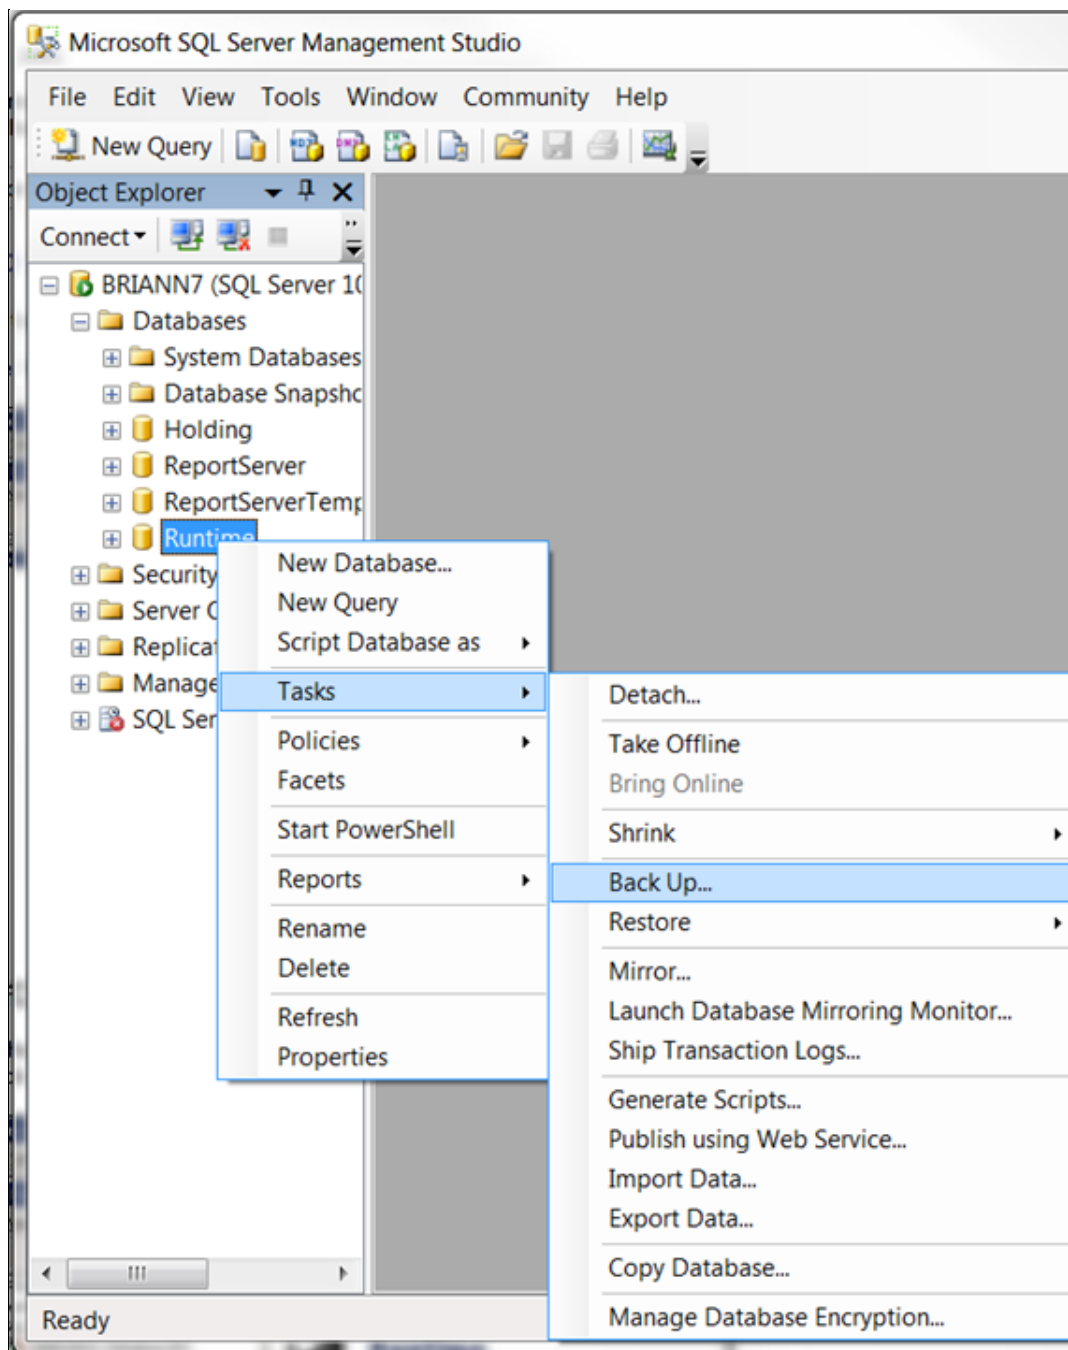 Microsoft SQL Server Management Studio
File Edit View Tools Window Community Help
New Query
Object Explorer
Connect
BRIANN7 (SQL Server 10
Databases
System Databases
Database Snapsho
Holding
ReportServer
ReportServerTemp
Runtime
Security
Server O
Replicat
Manage
SQL Ser
New Database...
New Query
Script Database as
Tasks
Policies
Facets
Start PowerShell
Reports
Rename
Delete
Refresh
Properties
Detach...
Take Offline
Bring Online
Shrink
Back Up...
Restore
Mirror...
Launch Database Mirroring Monitor...
Ship Transaction Logs...
Generate Scripts...
Publish using Web Service...
Import Data...
Export Data...
Copy Database...
Manage Database Encryption...
Ready